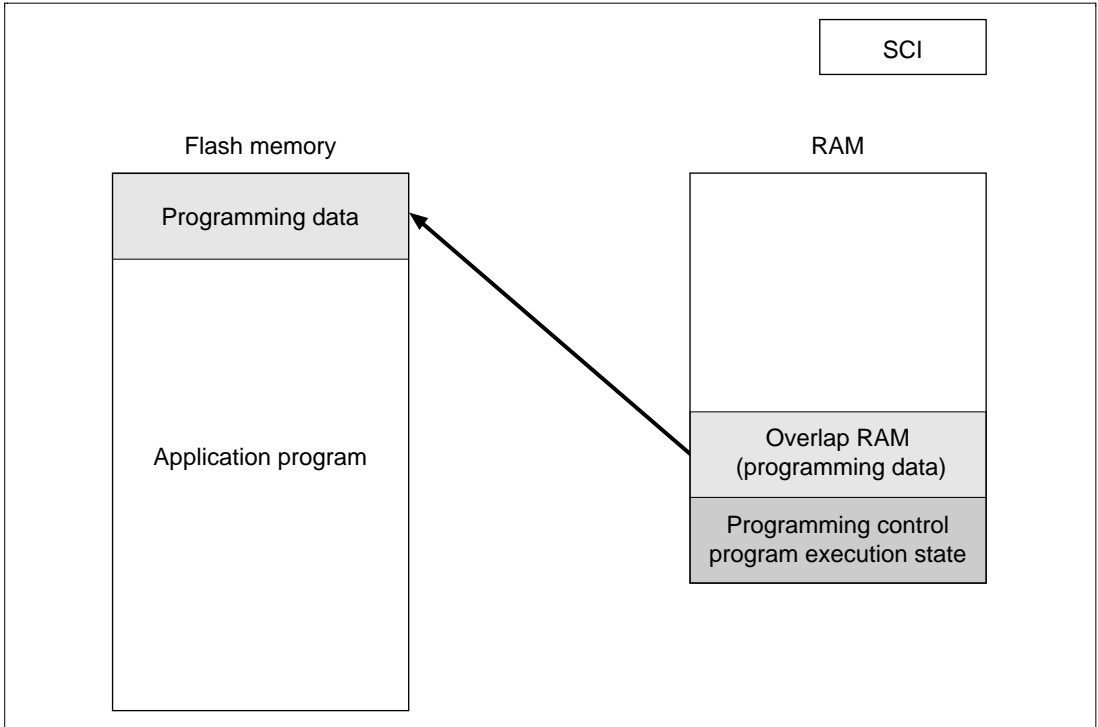 SCI
Flash memory
RAM
Programming data
Application program
Overlap RAM
(programming data)
Programming control
program execution state